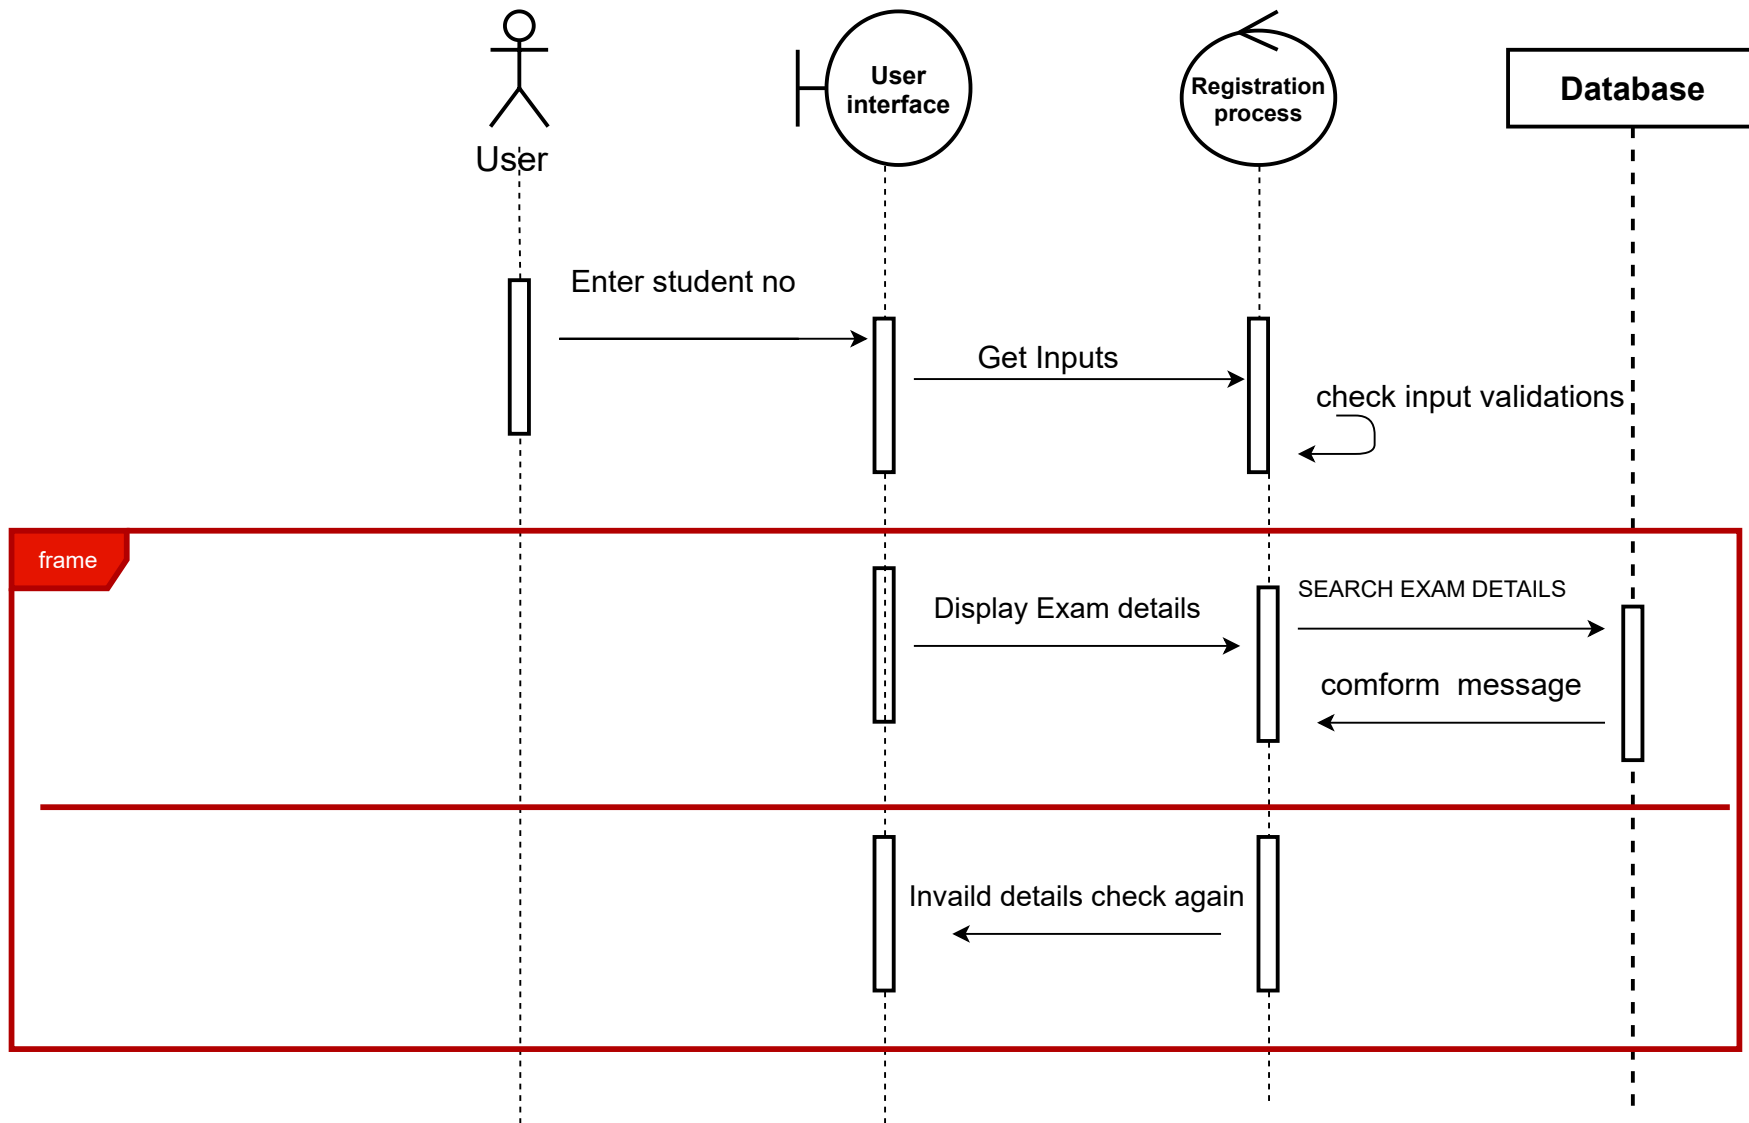 User
interface
Registration
process
Database
User
Enter student no
Get Inputs
check input validations
frame
SEARCH EXAM DETAILS
Display Exam details
comform  message
Invaild details check again